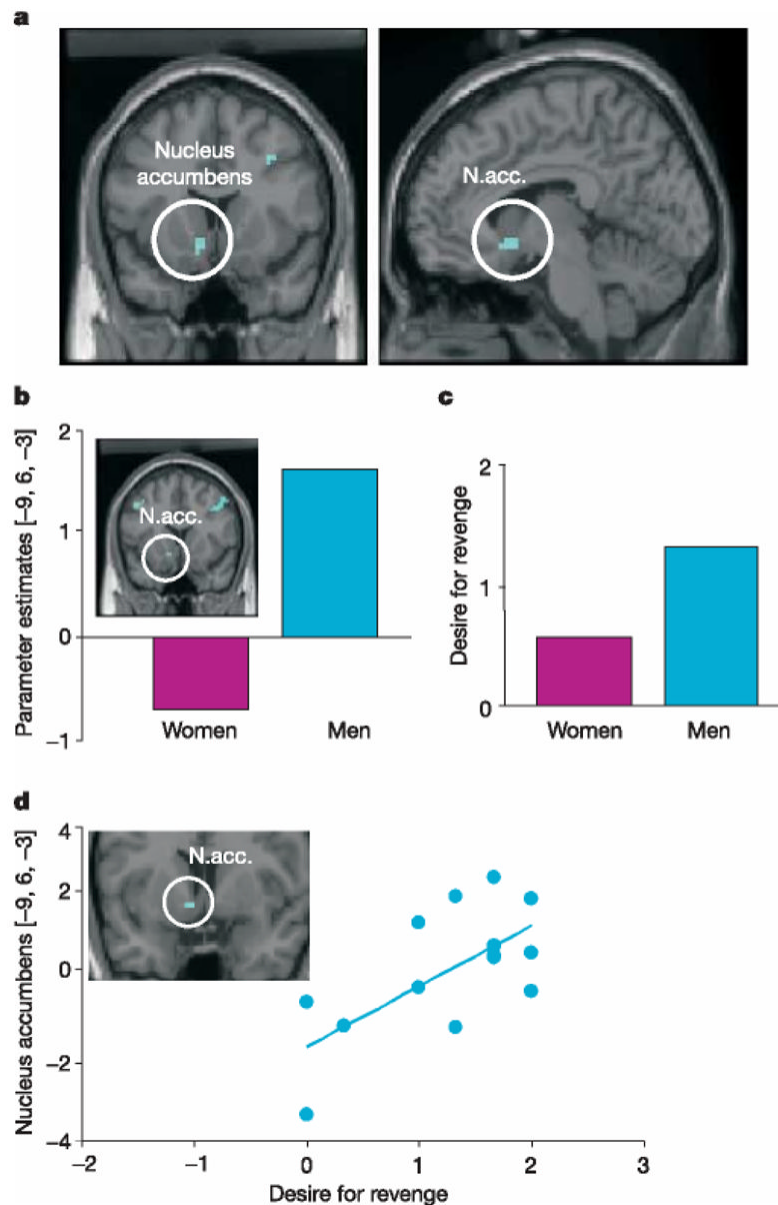 a
Nucleus
accumbens
N.acc.
b
Parameter estimates [–9, 6, –3]
2
1
0
–1
N.acc.
Women
Men
c
Desire for revenge
2
1
0
Women
Men
d
Nucleus accumbens [–9, 6, –3]
4
2
0
–2
–4
N.acc.
–2
–1
0
1
2
3
Desire for revenge